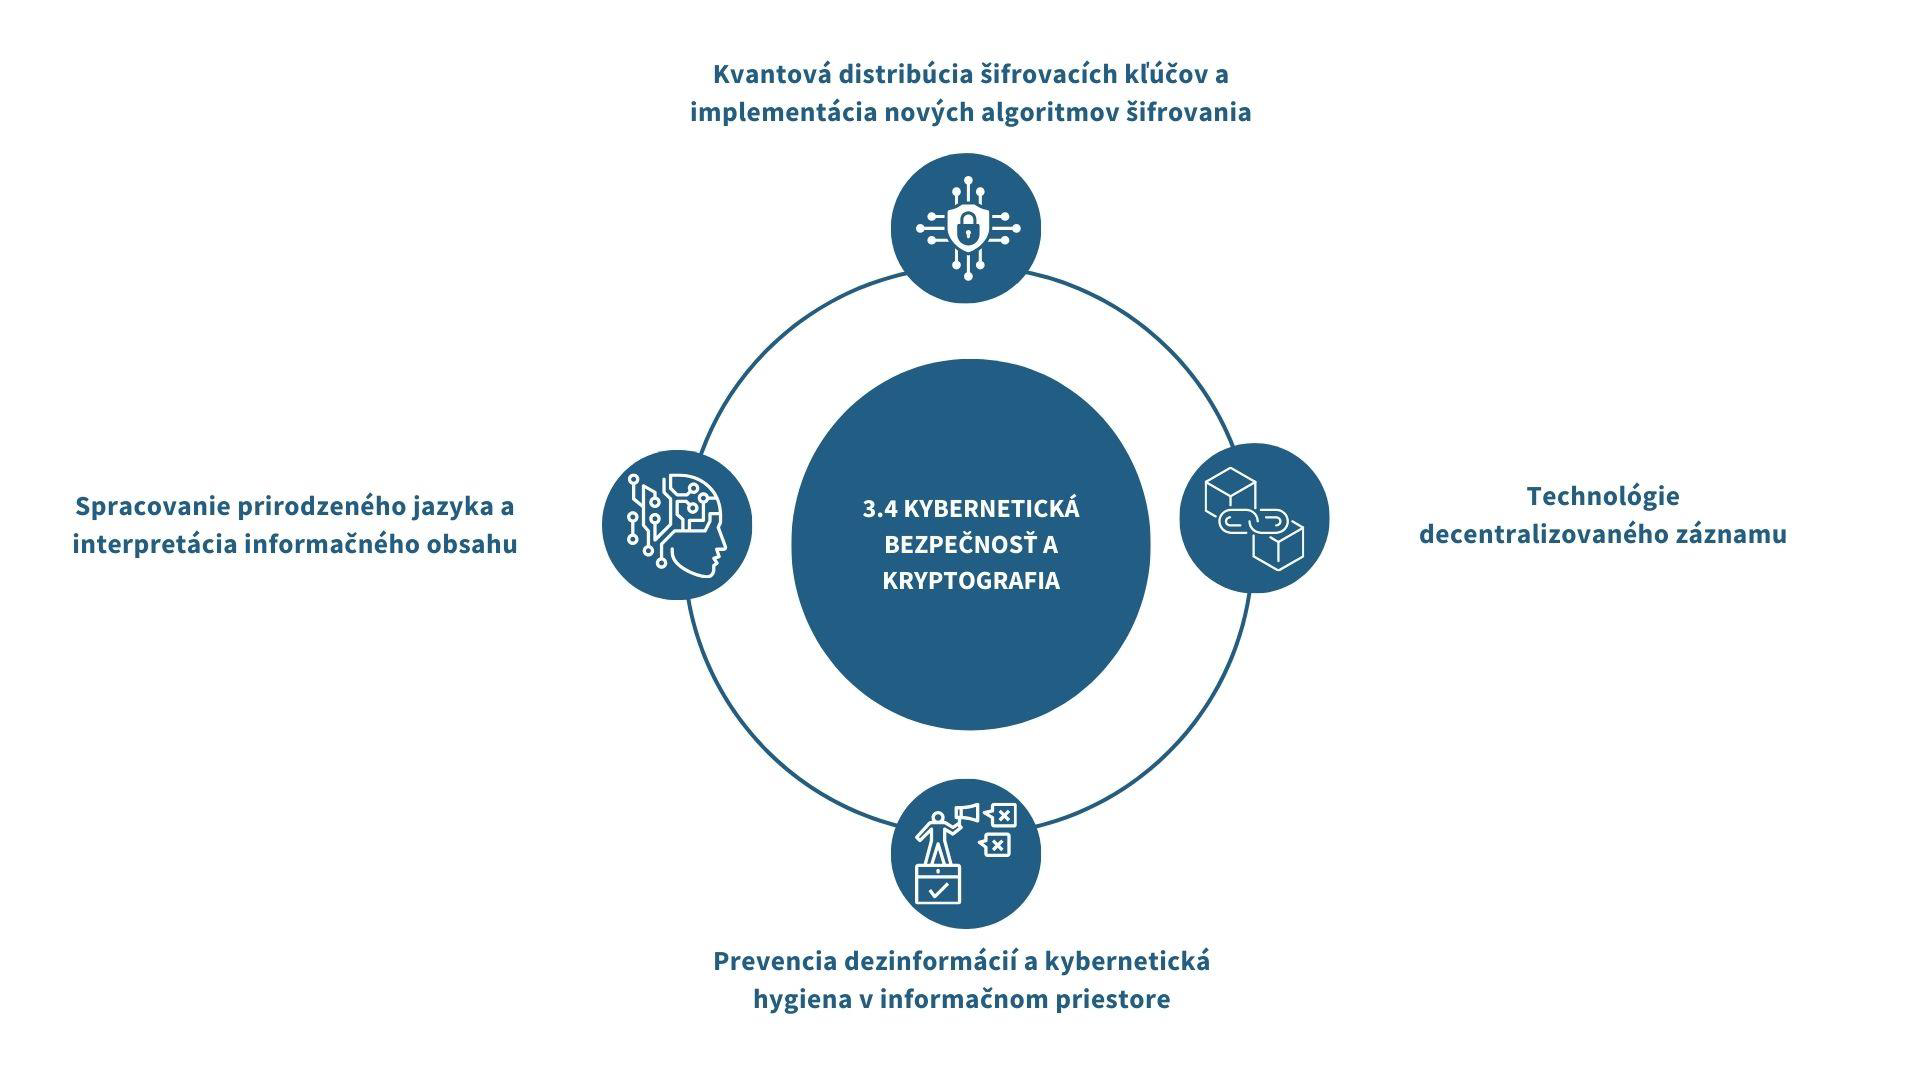 Kvantová distribúcia šifrovacích kľúčov a
implementácia nových algoritmov šifrovania
Spracovanie prirodzeného jazyka a
interpretácia informačného obsahu
3.4 KYBERNETICKÁ
BEZPEČNOSŤ A
KRYPTOGRAFIA
Technológie
decentralizovaného záznamu
Prevencia dezinformácií a kybernetická
hygiena v informačnom priestore